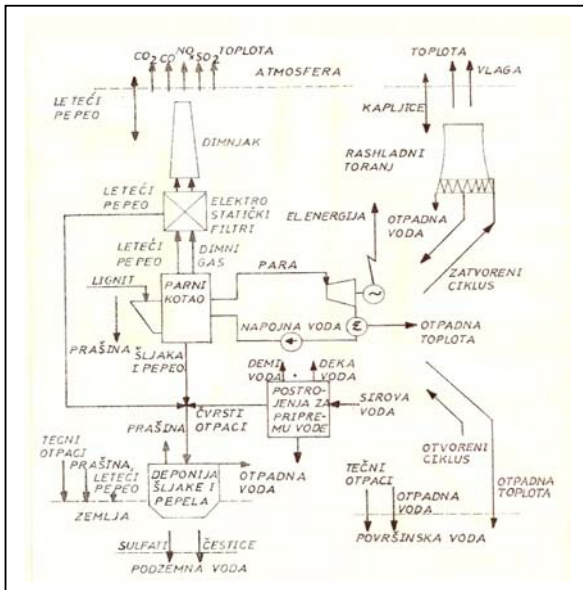 CO2 CO NOx SO2 TOPLOTA
ATMOSFERA
LETEĆI
PEPEO
DIMNJAK
LETEĆI
PEPEO
ELEKTRO
STATIČKI
FILTRI
LETEĆI
PEPEO
DIMNI
GAS
LIGNIT
PARNI
KOTAO
PRAŠINA
ŠLJAKA
I PEPEO
PARA
NAPOJNA VODA
EL.ENERGIJA
OTPADNA
TOPLOTA
TOPLOTA
VLAGA
KAPLJICE
RASHLADNI
TORANJ
OTPADNA
VODA
ZATVORENI
CIKLUS
DEMI
VODA
DEKA
VODA
POSTRO-
JENJA ZA
PRIPRE-
MU VODE
SIROVA
VODA
ČVRSTI
OTPACI
PRAŠINA
TEČNI
OTPACI
PRAŠINA,
LETEĆI
PEPEO
ZEMLJA
DEPONIJA
ŠLJAKE I
PEPELA
OTPADNA
VODA
SULFATI
ČESTICE
PODZEMNA VODA
OTVORENI
CIKLUS
TEČNI
OTPACI
OTPADNA
VODA
OTPADNA
TOPLOTA
POVRŠINSKA VODA